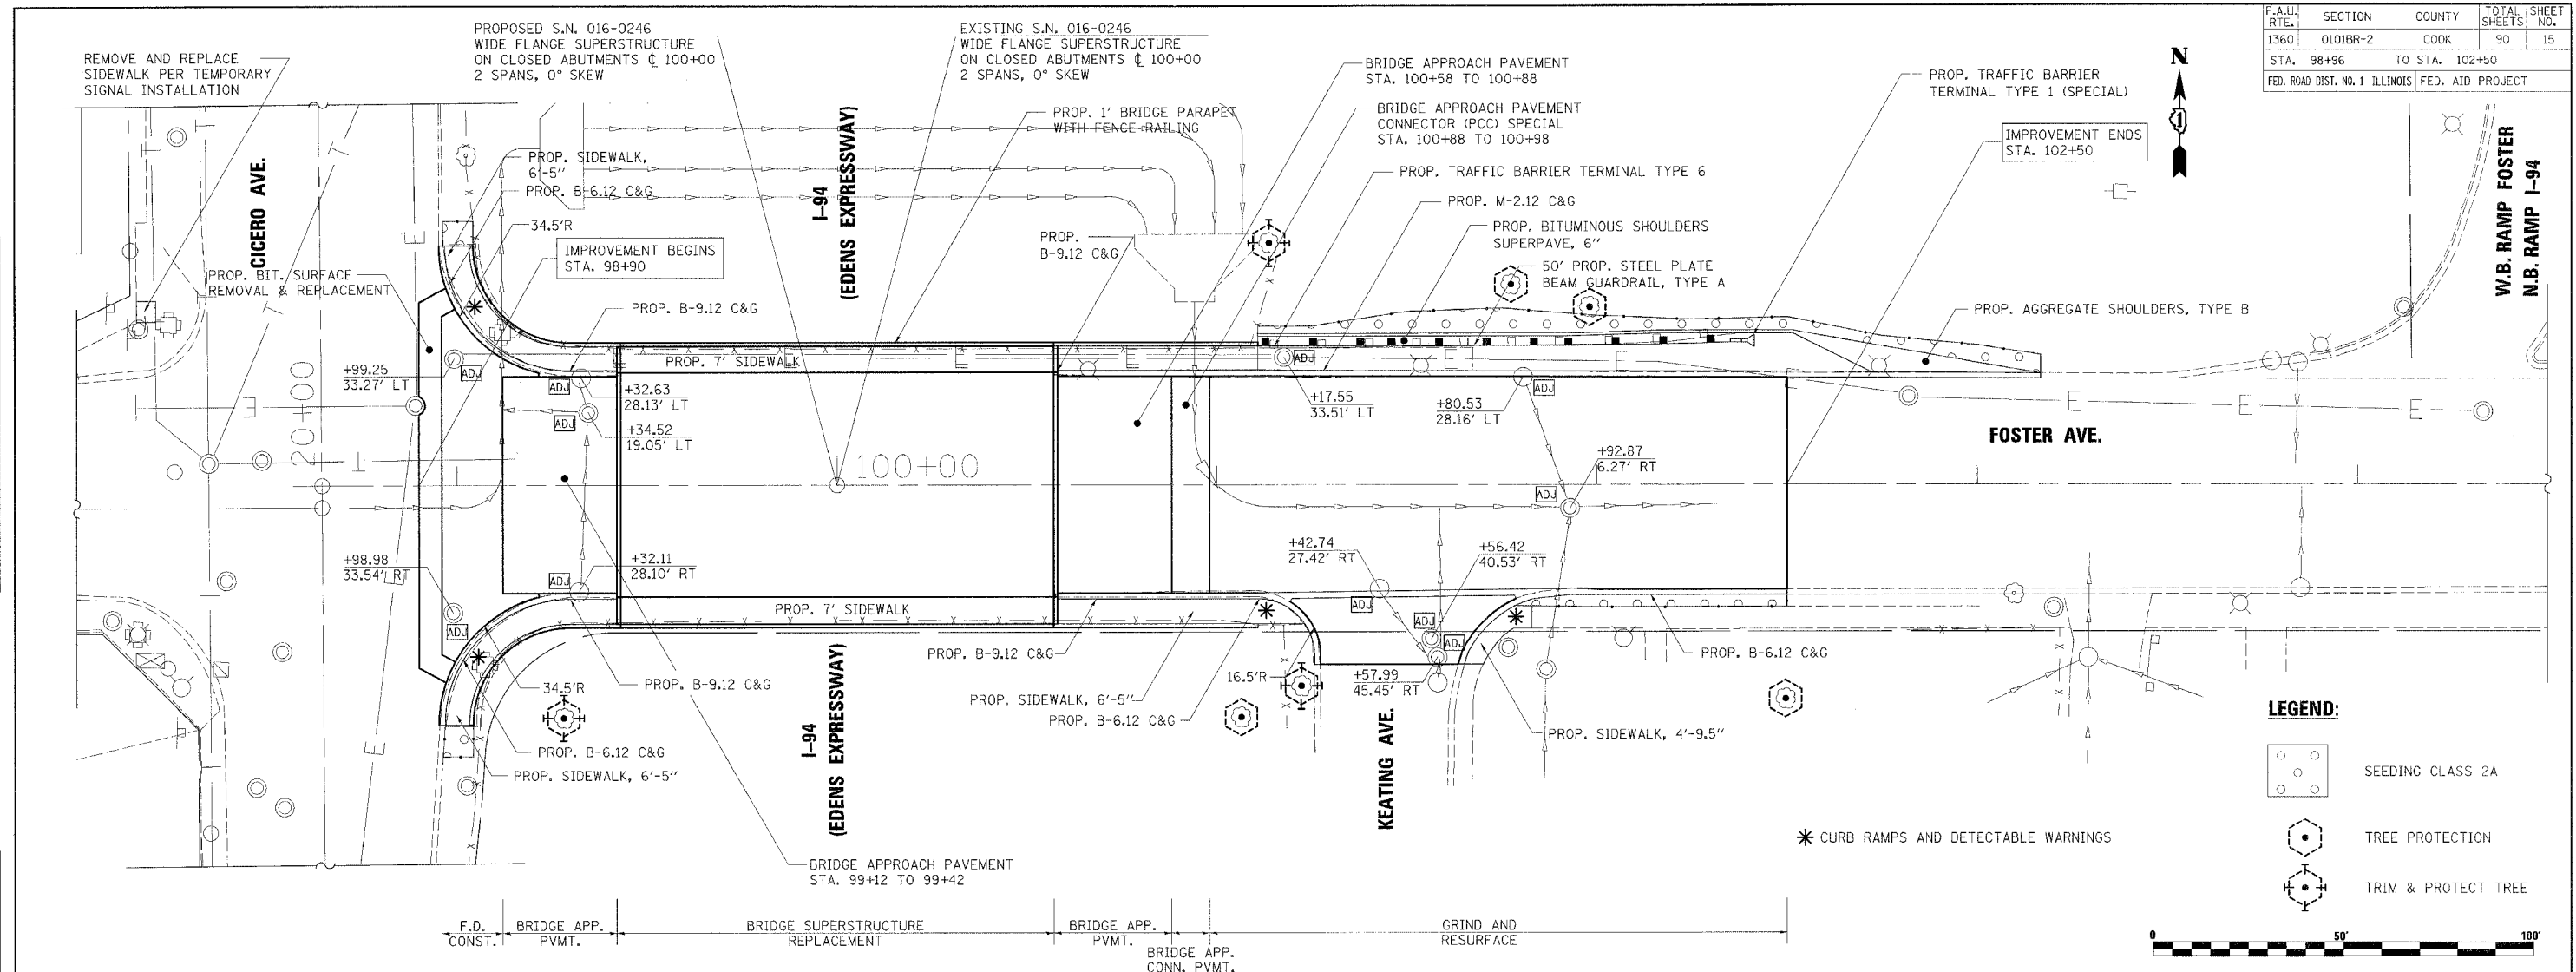 F.A.U. RTE. SECTION COUNTY TOTAL SHEETS SHEET NO.
1360 0101BR-2 COOK 90 15
STA. 98+96 TO STA. 102+50
FED. ROAD DIST. NO. 1 ILLINOIS FED. AID PROJECT
REMOVE AND REPLACE
SIDEWALK PER TEMPORARY
SIGNAL INSTALLATION
PROPOSED S.N. 016-0246
WIDE FLANGE SUPERSTRUCTURE
ON CLOSED ABUTMENTS ℄ 100+00
2 SPANS, 0° SKEW
EXISTING S.N. 016-0246
WIDE FLANGE SUPERSTRUCTURE
ON CLOSED ABUTMENTS ℄ 100+00
2 SPANS, 0° SKEW
BRIDGE APPROACH PAVEMENT
STA. 100+58 TO 100+88
BRIDGE APPROACH PAVEMENT
CONNECTOR (PCC) SPECIAL
STA. 100+88 TO 100+98
PROP. TRAFFIC BARRIER
TERMINAL TYPE 1 (SPECIAL)
N
IMPROVEMENT ENDS
STA. 102+50
W.B. RAMP FOSTER
N.B. RAMP I-94
CICERO AVE.
PROP. SIDEWALK,
6'-5"
PROP. B-6.12 C&G
34.5'R
I-94
(EDENS EXPRESSWAY)
PROP. 1' BRIDGE PARAPET
WITH FENCE RAILING
PROP. TRAFFIC BARRIER TERMINAL TYPE 6
PROP. M-2.12 C&G
PROP. BITUMINOUS SHOULDERS
SUPERPAVE, 6"
50' PROP. STEEL PLATE
BEAM GUARDRAIL, TYPE A
PROP.
B-9.12 C&G
IMPROVEMENT BEGINS
STA. 98+90
PROP. BIT. SURFACE
REMOVAL & REPLACEMENT
PROP. B-9.12 C&G
PROP. AGGREGATE SHOULDERS, TYPE B
PROP. 7' SIDEWALK
+99.25
33.27' LT
ADJ
ADJ
+32.63
28.13' LT
ADJ
+34.52
19.05' LT
ADJ
+17.55
33.51' LT
+80.53
28.16' LT
ADJ
20+00
100+00
FOSTER AVE.
+92.87
6.27' RT
ADJ
+98.98
33.54' RT
ADJ
ADJ
+32.11
28.10' RT
+42.74
27.42' RT
ADJ
+56.42
40.53' RT
ADJ
ADJ
PROP. 7' SIDEWALK
PROP. B-9.12 C&G
PROP. B-6.12 C&G
34.5'R
PROP. B-9.12 C&G
16.5'R
+57.99
45.45' RT
PROP. SIDEWALK, 6'-5"
PROP. B-6.12 C&G
PROP. SIDEWALK, 4'-9.5"
KEATING AVE.
I-94
(EDENS EXPRESSWAY)
PROP. B-6.12 C&G
PROP. SIDEWALK, 6'-5"
BRIDGE APPROACH PAVEMENT
STA. 99+12 TO 99+42
LEGEND:
SEEDING CLASS 2A
CURB RAMPS AND DETECTABLE WARNINGS
TREE PROTECTION
TRIM & PROTECT TREE
F.D.
CONST.
BRIDGE APP.
PVMT.
BRIDGE SUPERSTRUCTURE
REPLACEMENT
BRIDGE APP.
PVMT.
BRIDGE APP.
CONN. PVMT.
GRIND AND
RESURFACE
0 50' 100'